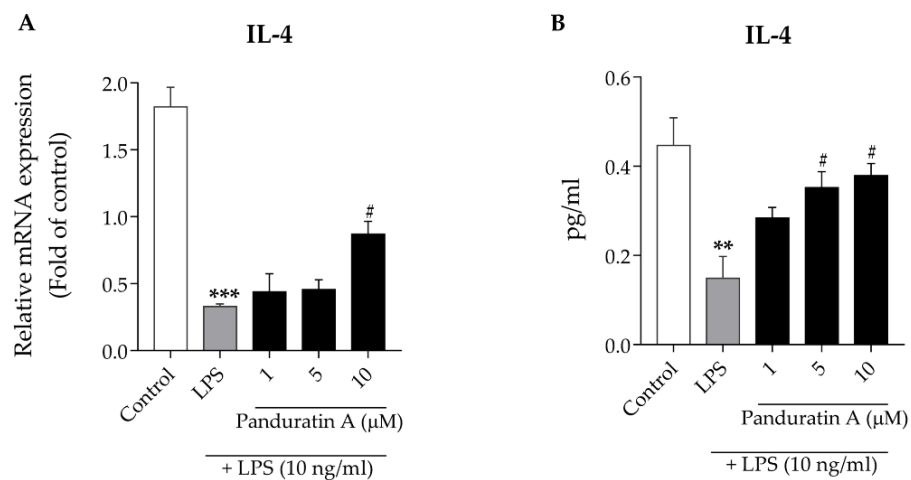 A
IL-4
Relative mRNA expression
(Fold of control)
2.0
1.5
1.0
0.5
0.0
***
#
Control
LPS
1
5
10
Panduratin A (μM)
+ LPS (10 ng/ml)
B
IL-4
pg/ml
0.6
0.4
0.2
0.0
**
#
#
Control
LPS
1
5
10
Panduratin A (μM)
+ LPS (10 ng/ml)